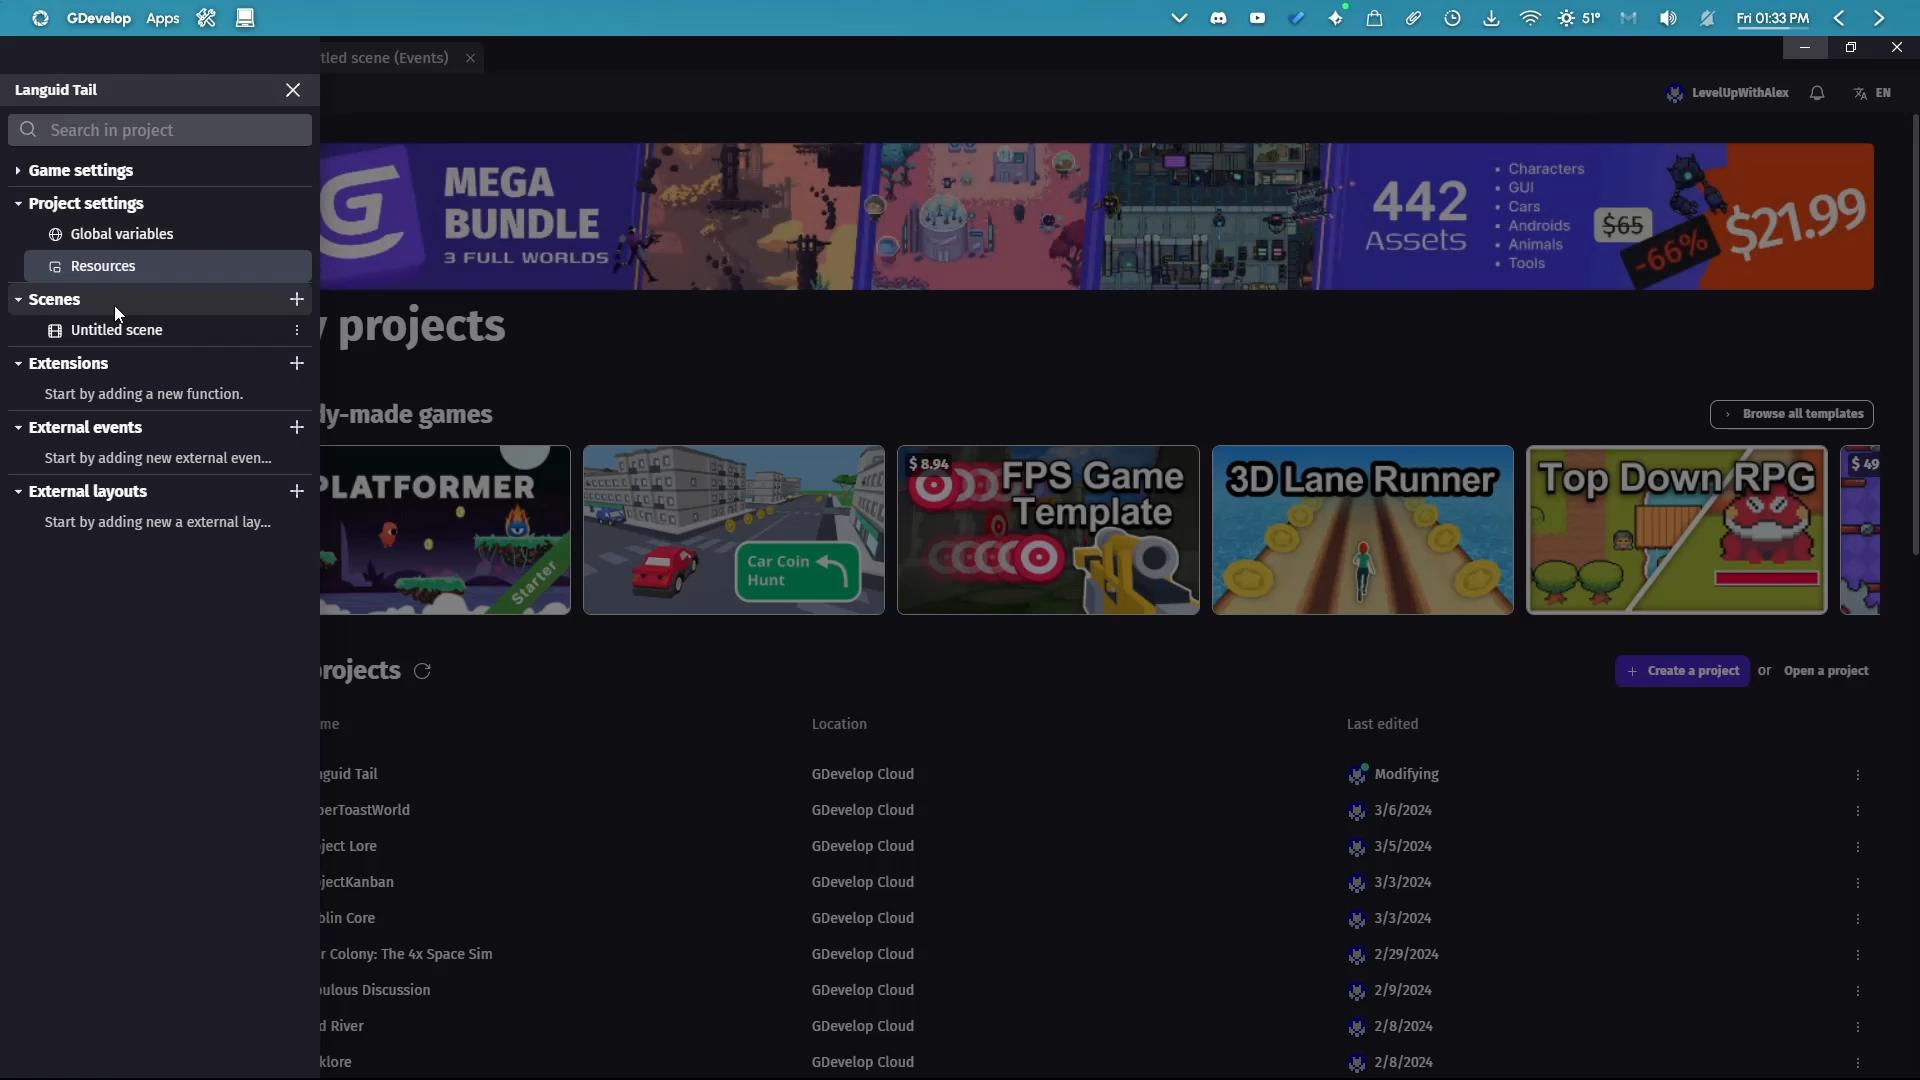 GDevelop Apps 51° Fri 01:33 PM
tled scene (Events)
Languid Tail
LevelUpWithAlex EN
Search in project
Game settings
Project settings
Global variables
Resources
Scenes
Untitled scene
Extensions
Start by adding a new function.
External events
Start by adding new external even...
External layouts
Start by adding new a external lay...
MEGA
BUNDLE
3 FULL WORLDS
442
Assets
• Characters
• GUI
• Cars
• Androids
• Animals
• Tools
$65
-66%
$21.99
projects
dy-made games
Browse all templates
PLATFORMER
Starter
Car Coin
Hunt
$ 8.94
FPS Game
Template
3D Lane Runner
Top Down RPG
$ 49
projects
Create a project or Open a project
me Location Last edited
nguid Tail GDevelop Cloud Modifying
perToastWorld GDevelop Cloud 3/6/2024
ject Lore GDevelop Cloud 3/5/2024
jectKanban GDevelop Cloud 3/3/2024
olin Core GDevelop Cloud 3/3/2024
r Colony: The 4x Space Sim GDevelop Cloud 2/29/2024
ulous Discussion GDevelop Cloud 2/9/2024
d River GDevelop Cloud 2/8/2024
klore GDevelop Cloud 2/8/2024